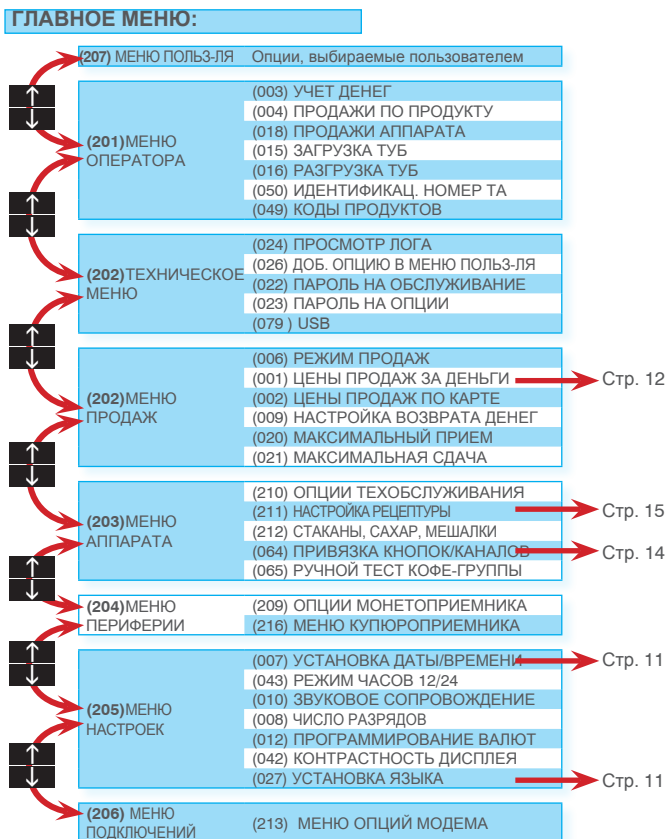 ГЛАВНОЕ МЕНЮ:
(207) МЕНЮ ПОЛЬЗ-ЛЯ Опции, выбираемые пользователем
(201)МЕНЮ
ОПЕРАТОРА
(003) УЧЕТ ДЕНЕГ
(004) ПРОДАЖИ ПО ПРОДУКТУ
(018) ПРОДАЖИ АППАРАТА
(015) ЗАГРУЗКА ТУБ
(016) РАЗГРУЗКА ТУБ
(050) ИДЕНТИФИКАЦ. НОМЕР ТА
(049) КОДЫ ПРОДУКТОВ
(202)ТЕХНИЧЕСКОЕ
МЕНЮ
(024) ПРОСМОТР ЛОГА
(026) ДОБ. ОПЦИЮ В МЕНЮ ПОЛЬЗ-ЛЯ
(022) ПАРОЛЬ НА ОБСЛУЖИВАНИЕ
(023) ПАРОЛЬ НА ОПЦИИ
(079 ) USB
(202)МЕНЮ
ПРОДАЖ
(006) РЕЖИМ ПРОДАЖ
(001) ЦЕНЫ ПРОДАЖ ЗА ДЕНЬГИ Стр. 12
(002) ЦЕНЫ ПРОДАЖ ПО КАРТЕ
(009) НАСТРОЙКА ВОЗВРАТА ДЕНЕГ
(020) МАКСИМАЛЬНЫЙ ПРИЕМ
(021) МАКСИМАЛЬНАЯ СДАЧА
(203)МЕНЮ
АППАРАТА
(210) ОПЦИИ ТЕХОБСЛУЖИВАНИЯ
(211) НАСТРОЙКА РЕЦЕПТУРЫ Стр. 15
(212) СТАКАНЫ, САХАР, МЕШАЛКИ
(064) ПРИВЯЗКА КНОПОК/КАНАЛОВ Стр. 14
(065) РУЧНОЙ ТЕСТ КОФЕ-ГРУППЫ
(204)МЕНЮ
ПЕРИФЕРИИ
(209) ОПЦИИ МОНЕТОПРИЕМНИКА
(216) МЕНЮ КУПЮРОПРИЕМНИКА
(205)МЕНЮ
НАСТРОЕК
(007) УСТАНОВКА ДАТЫ/ВРЕМЕНИ Стр. 11
(043) РЕЖИМ ЧАСОВ 12/24
(010) ЗВУКОВОЕ СОПРОВОЖДЕНИЕ
(008) ЧИСЛО РАЗРЯДОВ
(012) ПРОГРАММИРОВАНИЕ ВАЛЮТ
(042) КОНТРАСТНОСТЬ ДИСПЛЕЯ
(027) УСТАНОВКА ЯЗЫКА Стр. 11
(206) МЕНЮ
ПОДКЛЮЧЕНИЙ
(213) МЕНЮ ОПЦИЙ МОДЕМА